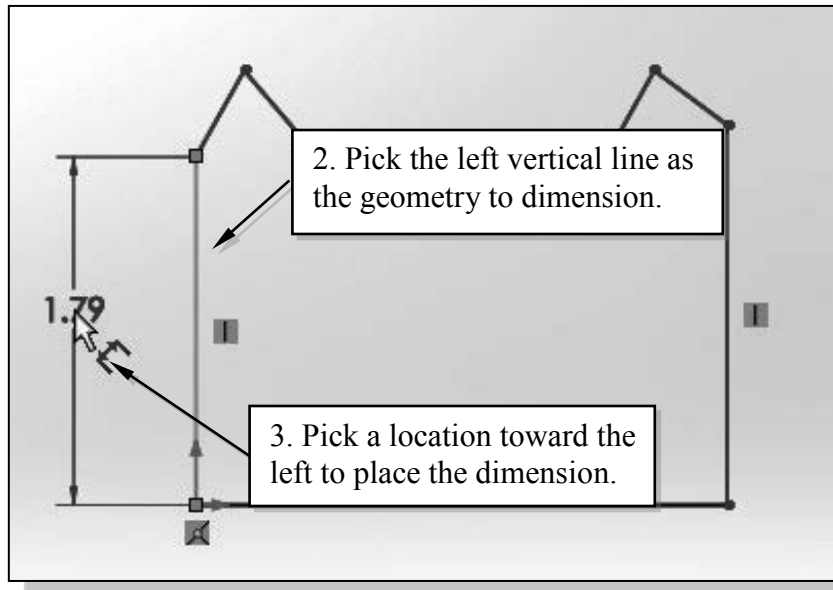 2. Pick the left vertical line as
the geometry to dimension.
1.79
3. Pick a location toward the
left to place the dimension.